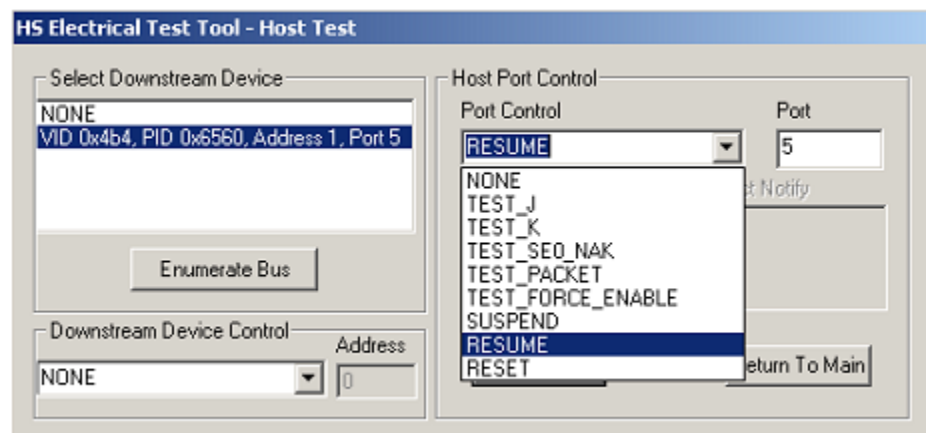 HS Electrical Test Tool - Host Test
Select Downstream Device
NONE
VID 0x4b4, PID 0x6560, Address 1, Port 5
Enumerate Bus
Downstream Device Control
Address
NONE
0
Host Port Control
Port Control
Port
RESUME
5
NONE
TEST_J
TEST_K
TEST_SE0_NAK
TEST_PACKET
TEST_FORCE_ENABLE
SUSPEND
RESUME
RESET
Notify
To Main